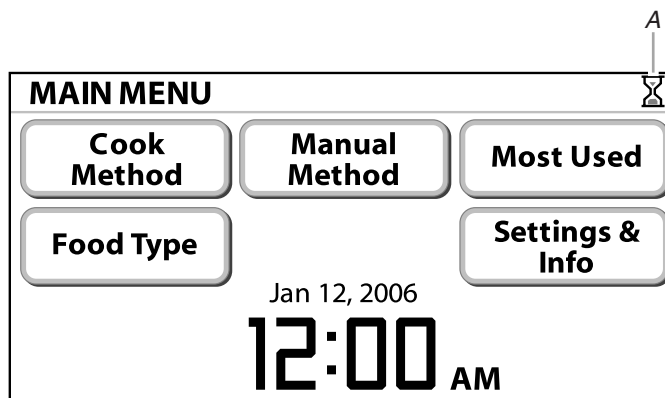 A
MAIN MENU
Cook
Method
Manual
Method
Most Used
Food Type
Settings &
Info
Jan 12, 2006
12:00 AM